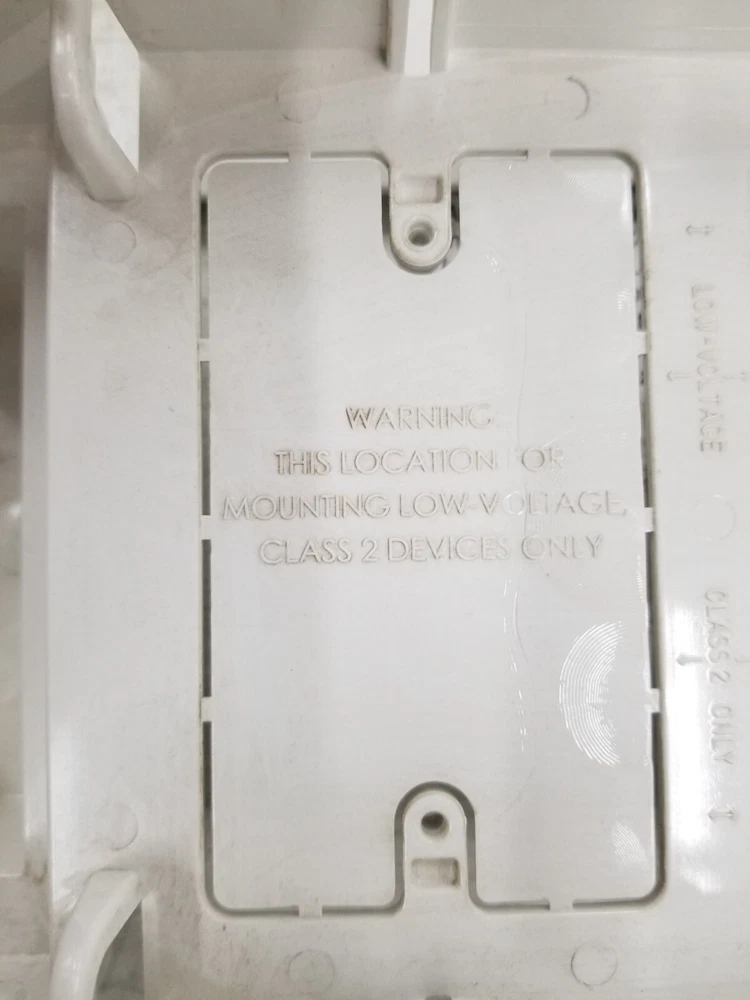 WARNING
THIS LOCATION FOR
MOUNTING LOW-VOLTAGE,
CLASS 2 DEVICES ONLY
LOW-VOLTAGE
CLASS 2 ONLY